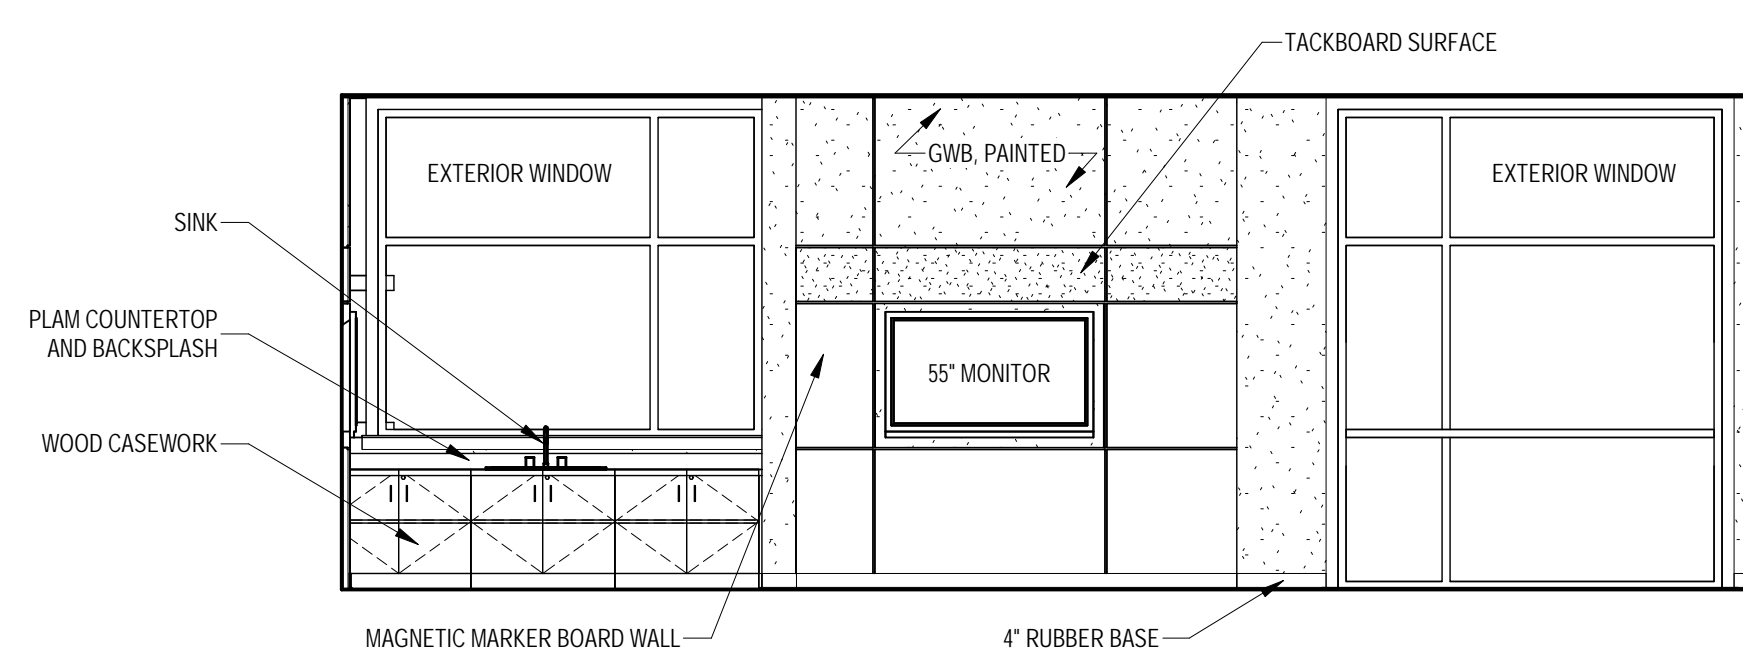 TACKBOARD SURFACE
GWB, PAINTED
EXTERIOR WINDOW
EXTERIOR WINDOW
SINK
PLAM COUNTERTOP
AND BACKSPLASH
55" MONITOR
WOOD CASEWORK
MAGNETIC MARKER BOARD WALL
4" RUBBER BASE